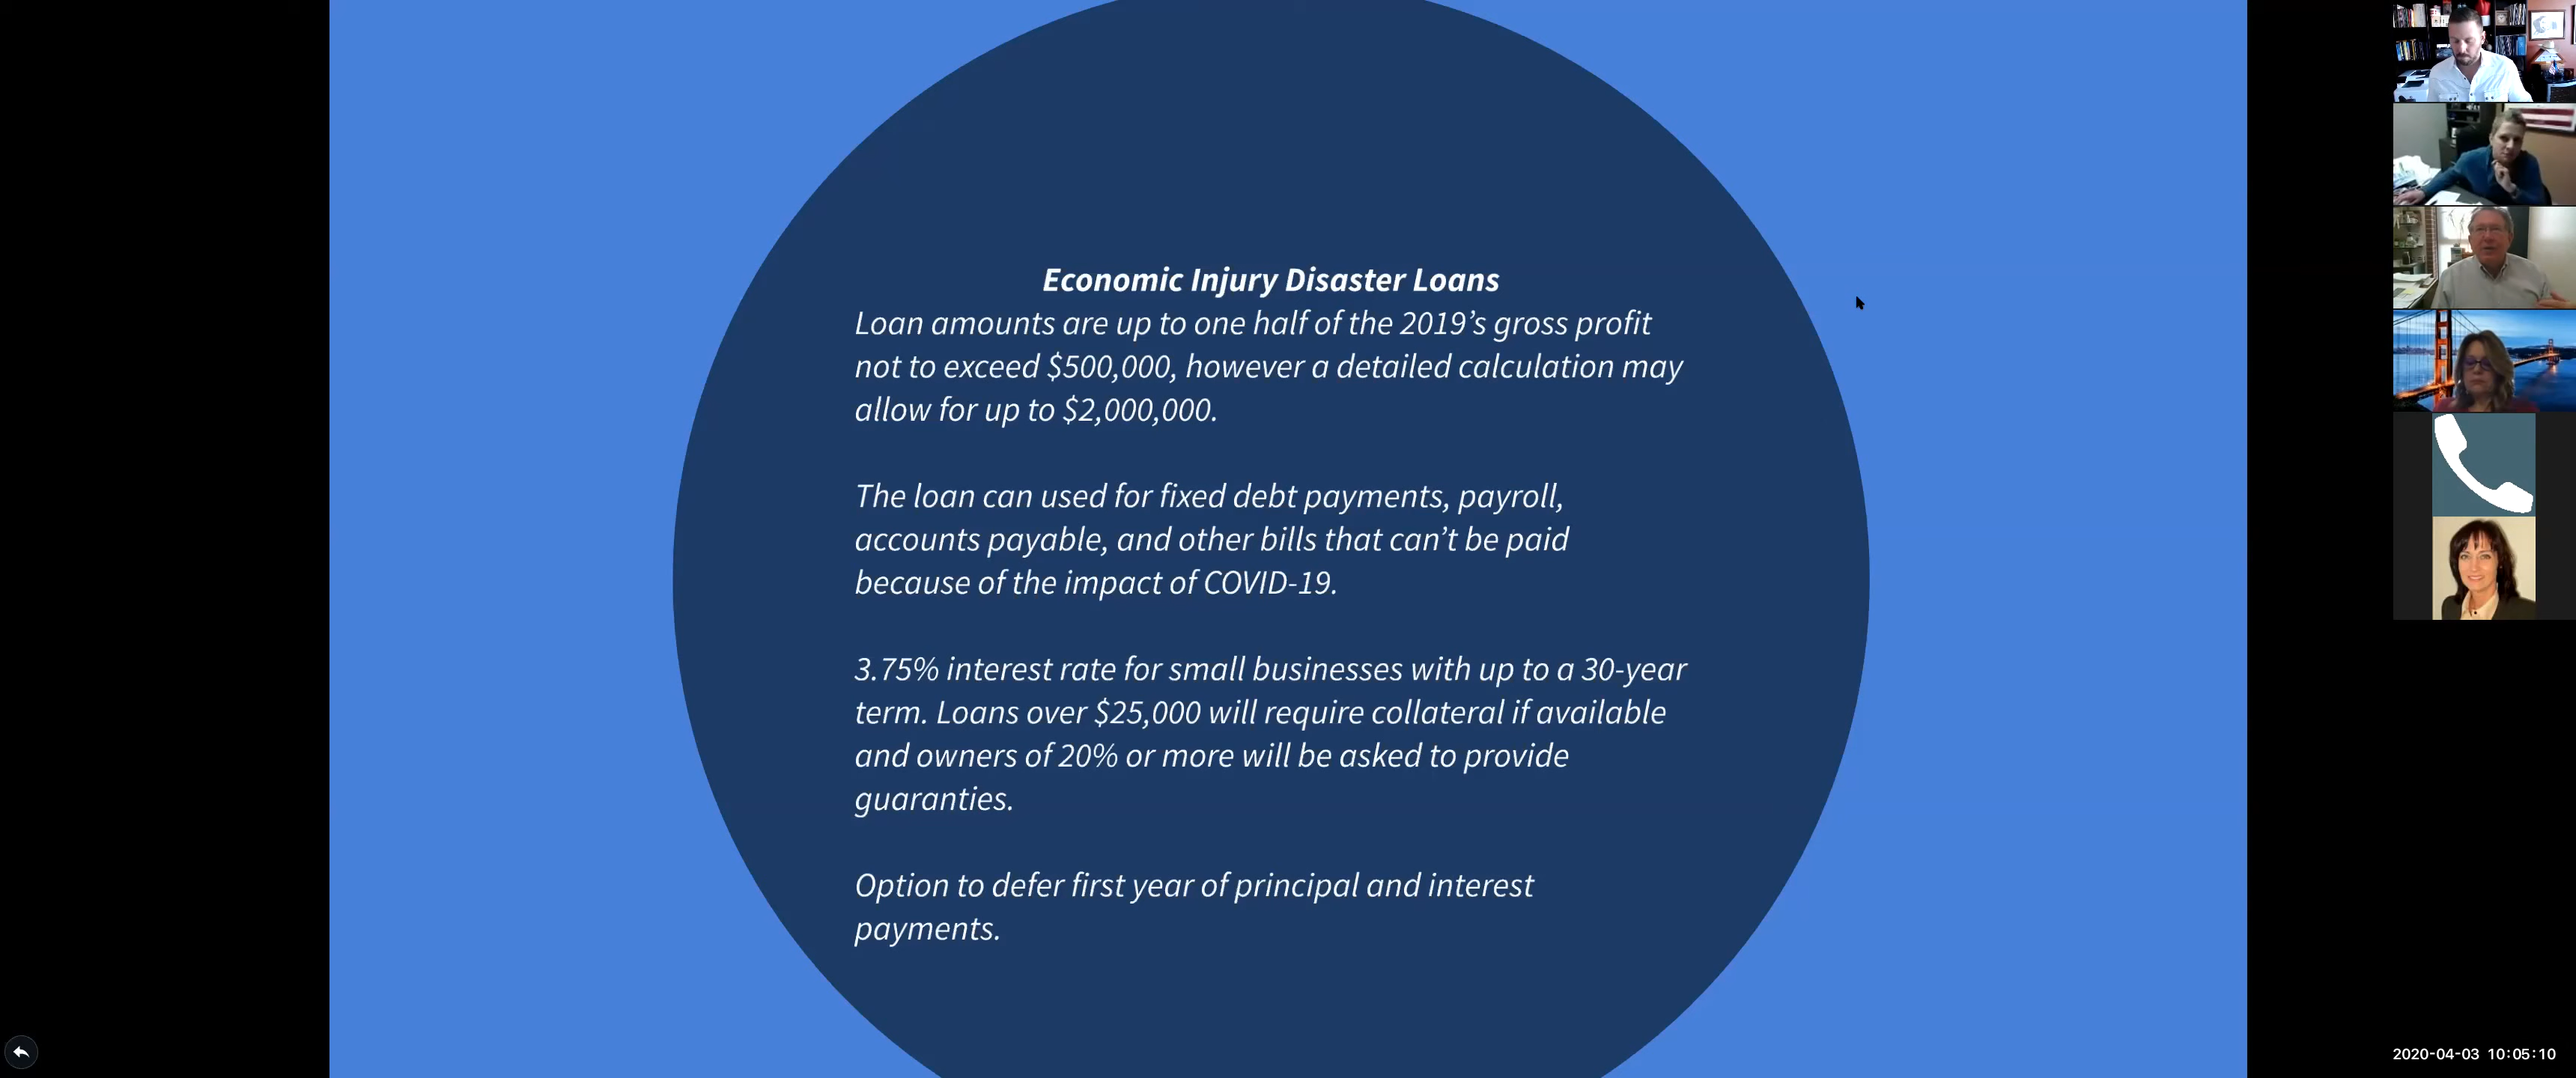 Economic Injury Disaster Loans
Loan amounts are up to one half of the 2019’s gross profit
not to exceed $500,000, however a detailed calculation may
allow for up to $2,000,000.
The loan can used for fixed debt payments, payroll,
accounts payable, and other bills that can’t be paid
because of the impact of COVID-19.
3.75% interest rate for small businesses with up to a 30-year
term. Loans over $25,000 will require collateral if available
and owners of 20% or more will be asked to provide
guaranties.
Option to defer first year of principal and interest
payments.
2020-04-03 10:05:10